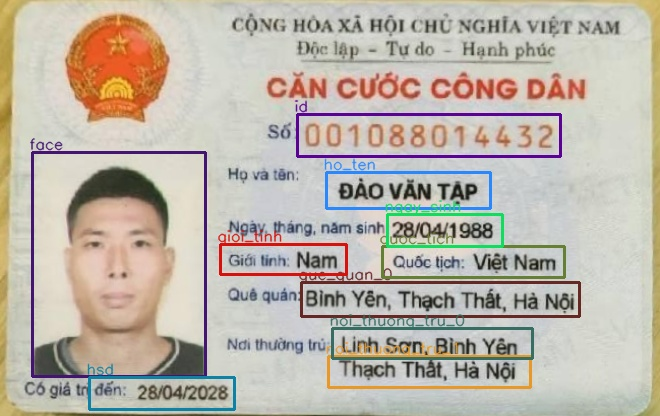 CỘNG HÒA XÃ HỘI CHỦ NGHĨA VIỆT NAM
Độc lập - Tự do - Hạnh phúc
CĂN CƯỚC CÔNG DÂN
id
Số: 001088014432
face
ho_ten
Họ và tên: ĐÀO VĂN TẬP
ngay_sinh
Ngày, tháng, năm sinh: 28/04/1988
gioi_tinh quoc_tich
Giới tính: Nam Quốc tịch: Việt Nam
que_quan_0
Quê quán: Bình Yên, Thạch Thất, Hà Nội
noi_thuong_tru_0
Nơi thường trú: Linh Sơn, Bình Yên
Thạch Thất, Hà Nội
hsd
Có giá trị đến: 28/04/2028